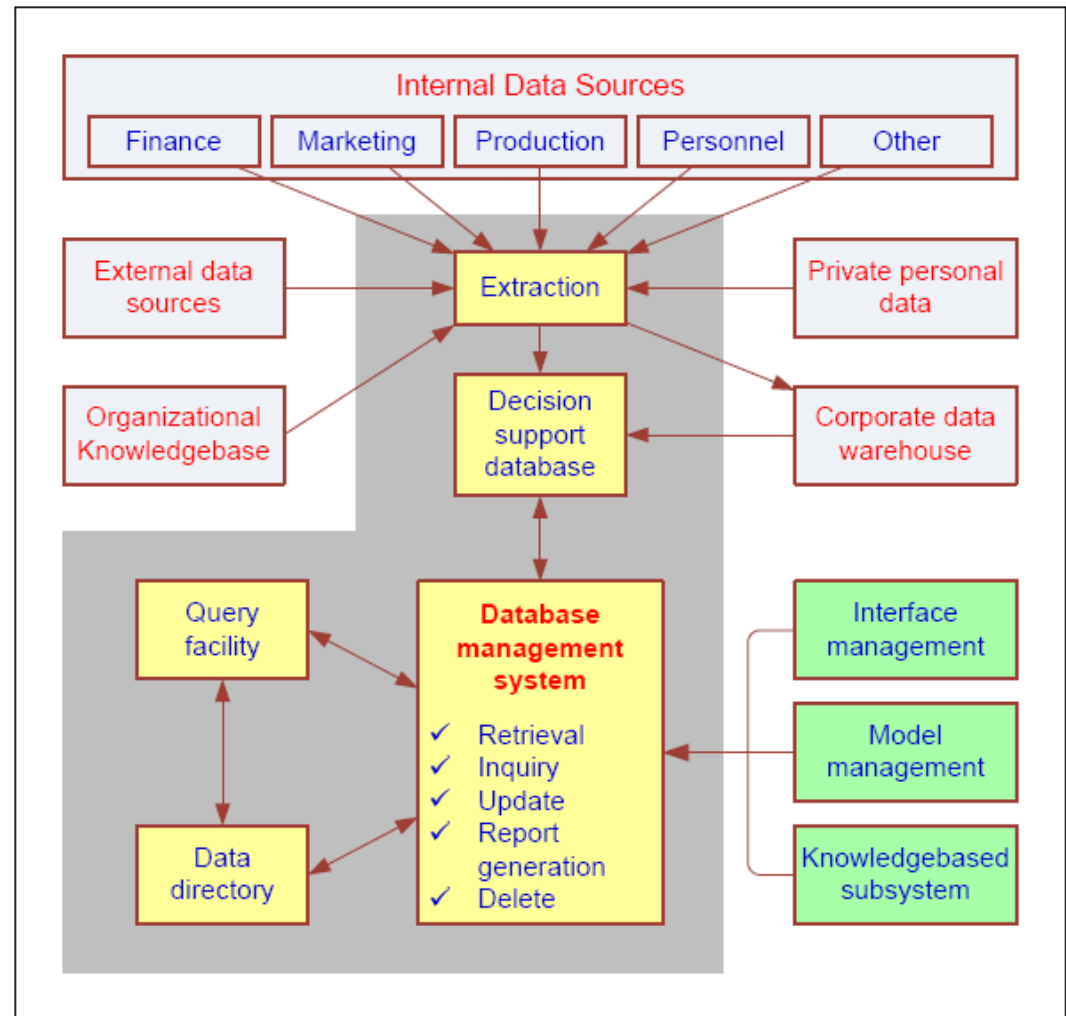 Internal Data Sources
Finance
Marketing
Production
Personnel
Other
External data
sources
Extraction
Private personal
data
Organizational
Knowledgebase
Decision
support
database
Corporate data
warehouse
Query
facility
Database
management
system
✓ Retrieval
✓ Inquiry
✓ Update
✓ Report
generation
✓ Delete
Data
directory
Interface
management
Model
management
Knowledgebased
subsystem